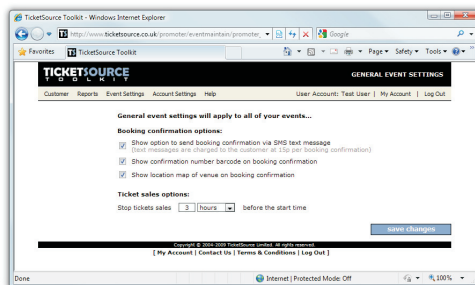 TicketSource Toolkit - Windows Internet Explorer
http://www.ticketsource.co.uk/promoter/eventmaintain/promoter_
Google
Favorites
TicketSource Toolkit
Page
Safety
Tools
TICKETSOURCE
TOOLKIT
GENERAL EVENT SETTINGS
Customer Reports Event Settings Account Settings Help
User Account: Test User | My Account | Log Out
General event settings will apply to all of your events...
Booking confirmation options:
Show option to send booking confirmation via SMS text message
(text messages are charged to the customer at 15p per booking confirmation)
Show confirmation number barcode on booking confirmation
Show location map of venue on booking confirmation
Ticket sales options:
Stop tickets sales 3 hours before the start time
save changes
Copyright © 2004-2009 TicketSource Limited. All rights reserved.
[ My Account | Contact Us | Terms & Conditions | Log Out ]
Done
Internet | Protected Mode: Off
100%